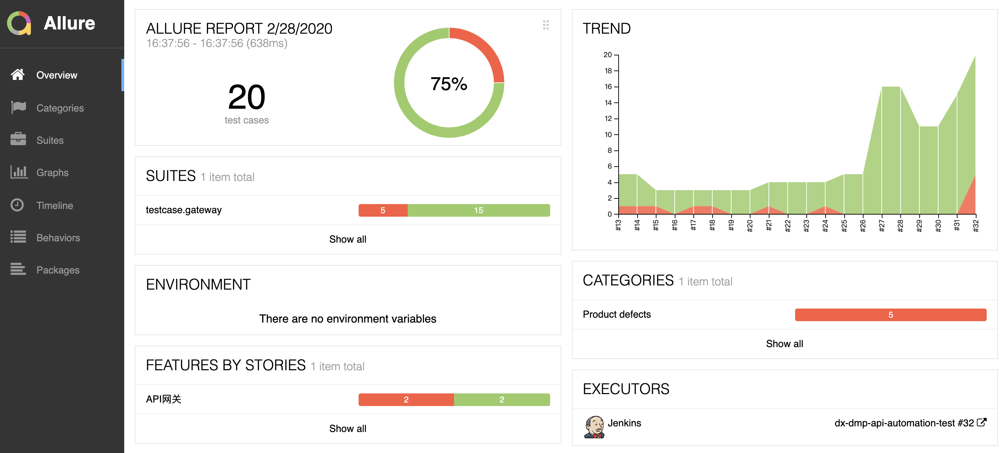 Allure
Overview
Categories
Suites
Graphs
Timeline
Behaviors
Packages
ALLURE REPORT 2/28/2020
16:37:56 - 16:37:56 (638ms)
20
test cases
75%
SUITES 1 item total
testcase.gateway 5 15
Show all
ENVIRONMENT
There are no environment variables
FEATURES BY STORIES 1 item total
API网关 2 2
Show all
TREND
20
18
16
14
12
10
8
6
4
2
0
#13 #14 #15 #16 #17 #18 #19 #20 #21 #22 #23 #24 #25 #26 #27 #28 #29 #30 #31 #32
CATEGORIES 1 item total
Product defects 5
Show all
EXECUTORS
Jenkins dx-dmp-api-automation-test #32